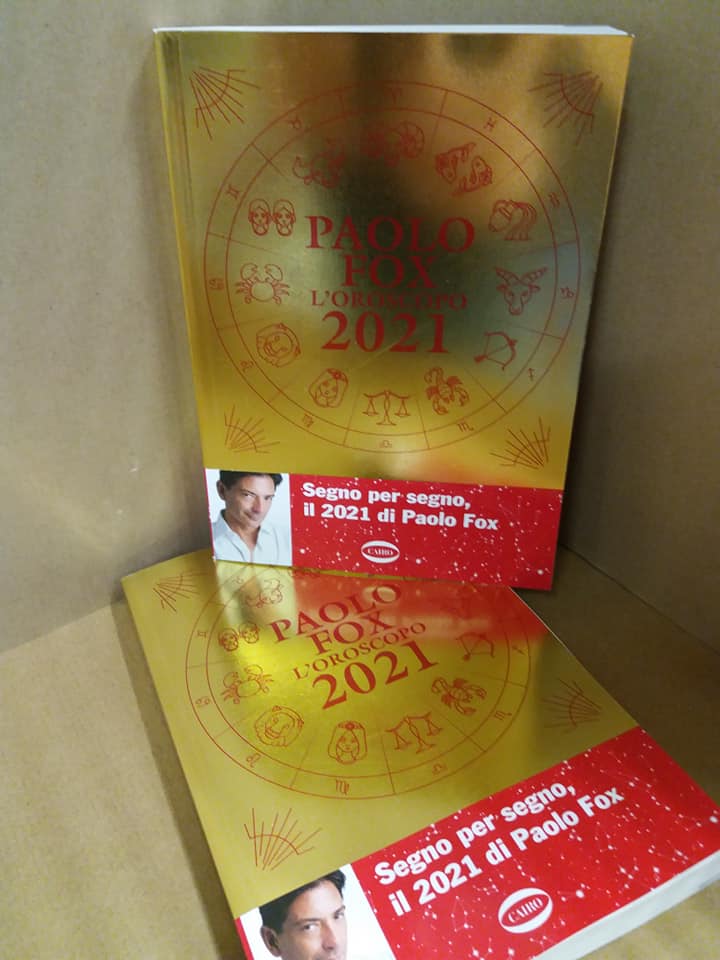 PAOLO
FOX
L'OROSCOPO
2021
Segno per segno,
il 2021 di Paolo Fox
CAIRO
PAOLO
FOX
L'OROSCOPO
2021
Segno per segno,
il 2021 di Paolo Fox
CAIRO